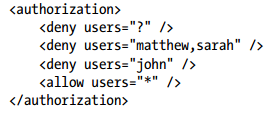 <authorization>
    <deny users="?" />
    <deny users="matthew,sarah" />
    <deny users="john" />
    <allow users="*" />
</authorization>